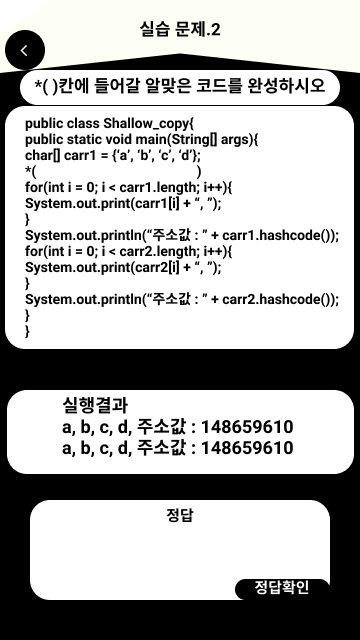 실습 문제.2
*( )칸에 들어갈 알맞은 코드를 완성하시오
public class Shallow_copy{
public static void main(String[] args){
char[] carr1 = {‘a’, ‘b’, ‘c’, ‘d’};
*( )
for(int i = 0; i < carr1.length; i++){
System.out.print(carr1[i] + “, ”);
}
System.out.println(“주소값 : ” + carr1.hashcode());
for(int i = 0; i < carr2.length; i++){
System.out.print(carr2[i] + “, ”);
}
System.out.println(“주소값 : ” + carr2.hashcode());
}
}
실행결과
a, b, c, d, 주소값 : 148659610
a, b, c, d, 주소값 : 148659610
정답
정답확인